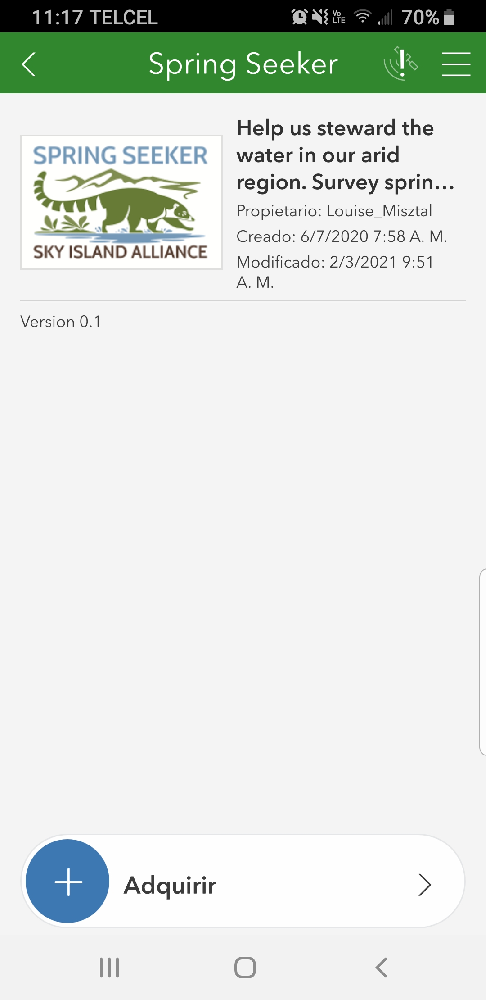 11:17 TELCEL
Vo
LTE
70%
Spring Seeker
SPRING SEEKER
SKY ISLAND ALLIANCE
Help us steward the
water in our arid
region. Survey sprin...
Propietario: Louise_Misztal
Creado: 6/7/2020 7:58 A. M.
Modificado: 2/3/2021 9:51
A. M.
Version 0.1
Adquirir